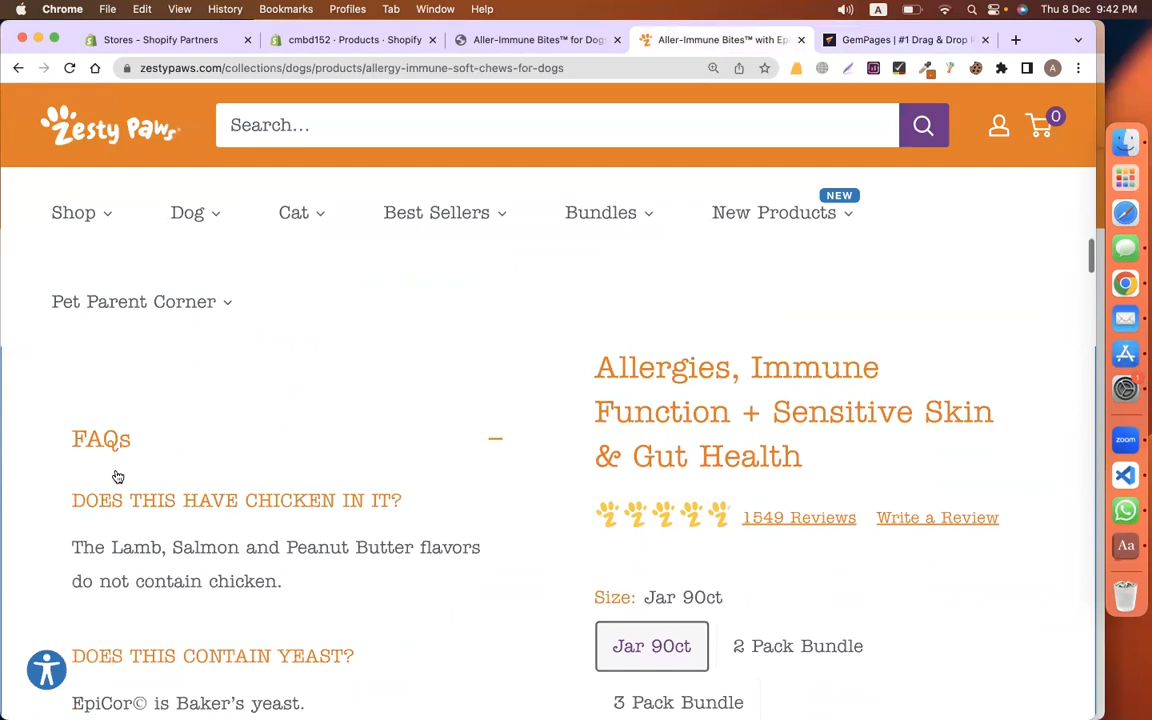 Chrome File Edit View History Bookmarks Profiles Tab Window Help A Thu 8 Dec 9:42 PM
Stores - Shopify Partners cmbd152 - Products - Shopify Aller-Immune Bites™ for Dog Aller-Immune Bites™ with Ep GemPages | #1 Drag & Drop
zestypaws.com/collections/dogs/products/allergy-immune-soft-chews-for-dogs A
Zesty Paws Search... 0
NEW
Shop Dog Cat Best Sellers Bundles New Products
Pet Parent Corner
FAQs
DOES THIS HAVE CHICKEN IN IT?
The Lamb, Salmon and Peanut Butter flavors
do not contain chicken.
DOES THIS CONTAIN YEAST?
EpiCor© is Baker's yeast.
Allergies, Immune
Function + Sensitive Skin
& Gut Health
1549 Reviews Write a Review
Size: Jar 90ct
Jar 90ct 2 Pack Bundle
3 Pack Bundle
zoom
Aa